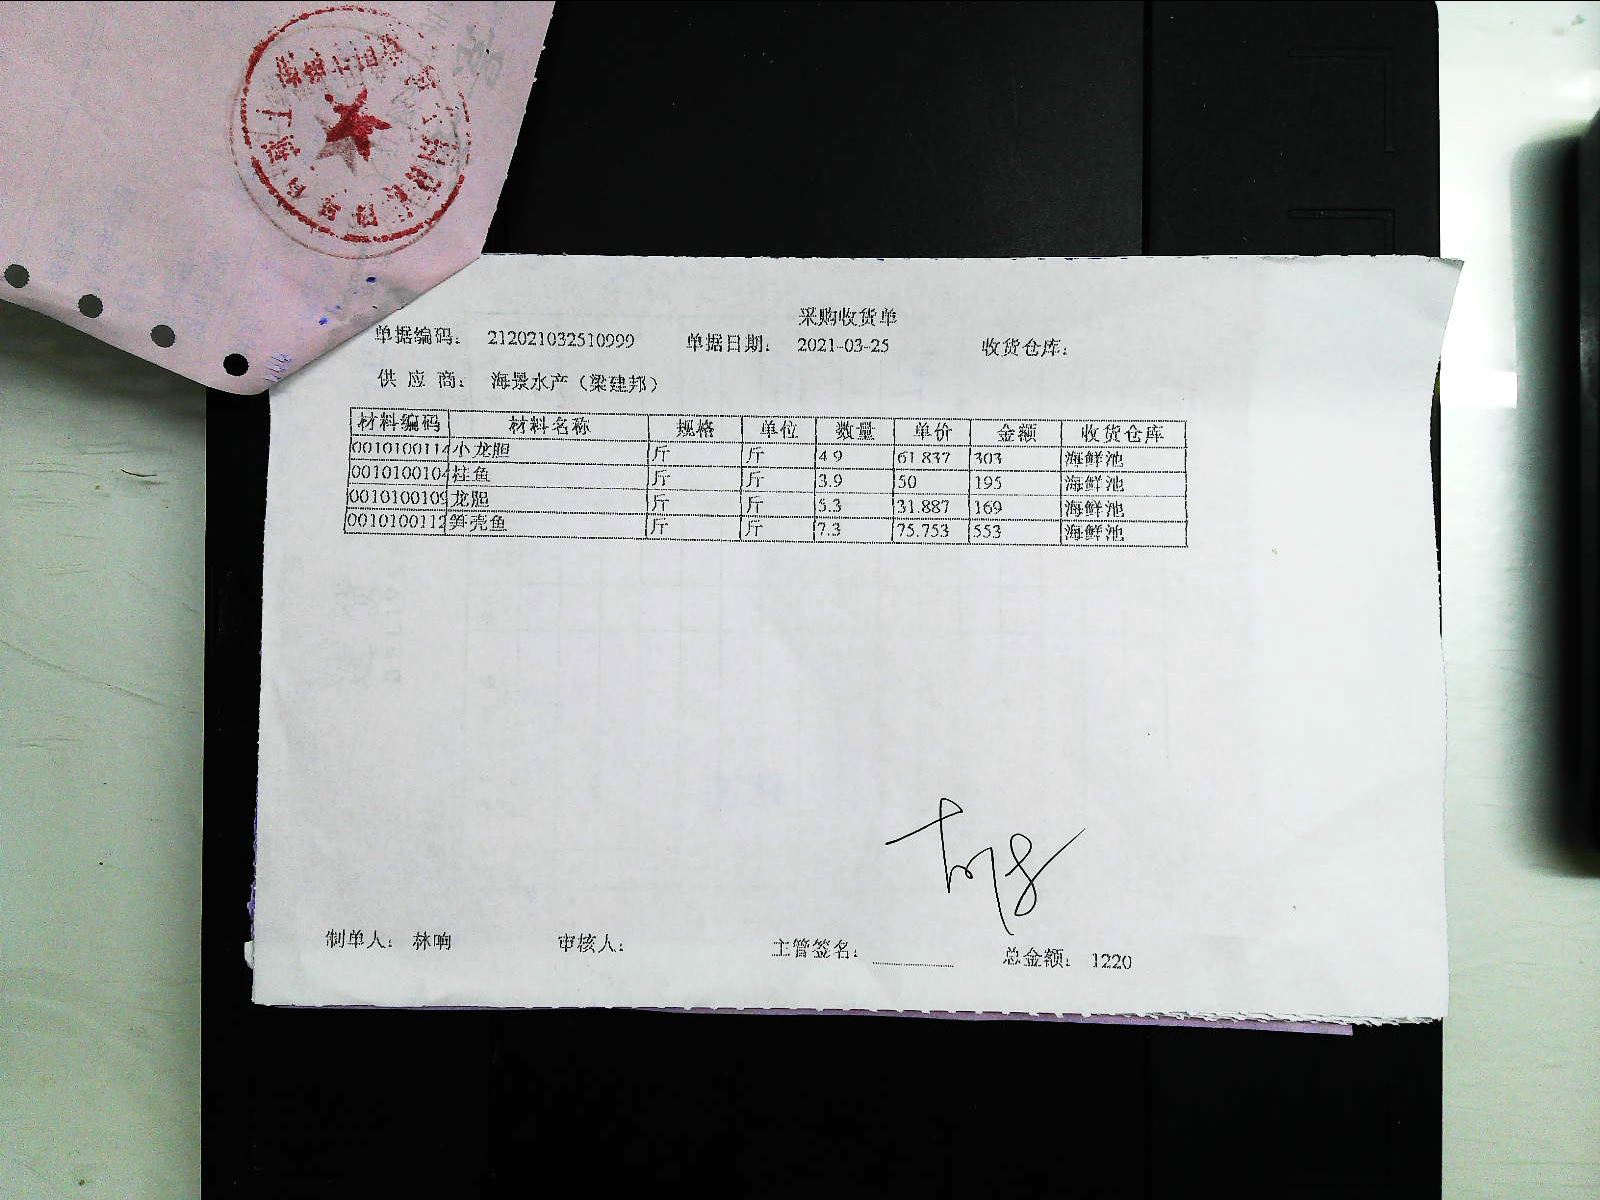 采购收货单
单据编码： 212021032510999 单据日期： 2021-03-25 收货仓库：
供 应 商： 海景水产（梁建邦）
材料编码 材料名称 规格 单位 数量 单价 金额 收货仓库
0010100114 小龙胆 斤 斤 4.9 61.837 303 海鲜池
0010100104 桂鱼 斤 斤 3.9 50 195 海鲜池
0010100109 龙胆 斤 斤 5.3 31.887 169 海鲜池
0010100112 笋壳鱼 斤 斤 7.3 75.753 553 海鲜池
制单人： 林响 审核人： 主管签名： 总金额： 1220